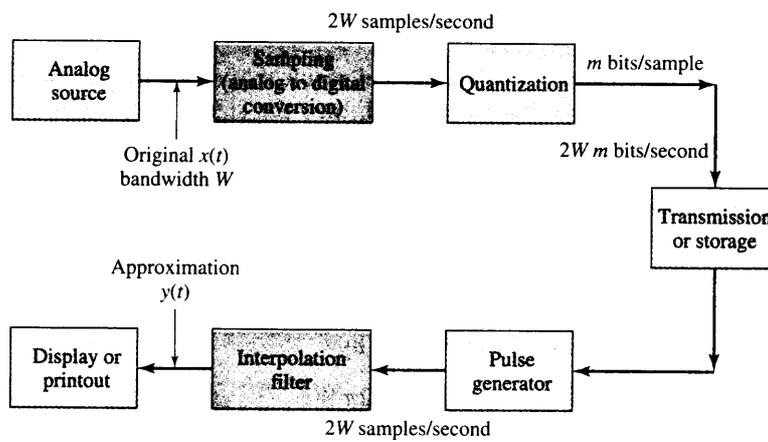 2W samples/second
Analog
source
Sampling
(analog to digital
conversion)
Quantization
m bits/sample
Original x(t)
bandwidth W
2W m bits/second
Transmission
or storage
Approximation
y(t)
Display or
printout
Interpolation
filter
Pulse
generator
2W samples/second